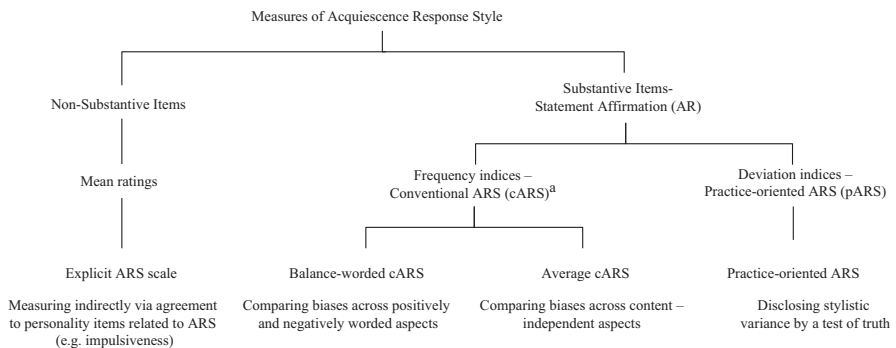 Measures of Acquiescence Response Style
Non-Substantive Items
Substantive Items-
Statement Affirmation (AR)
Mean ratings
Frequency indices –
Conventional ARS (cARS)a
Deviation indices –
Practice-oriented ARS (pARS)
Explicit ARS scale
Measuring indirectly via agreement
to personality items related to ARS
(e.g. impulsiveness)
Balance-worded cARS
Comparing biases across positively
and negatively worded aspects
Average cARS
Comparing biases across content –
independent aspects
Practice-oriented ARS
Disclosing stylistic
variance by a test of truth